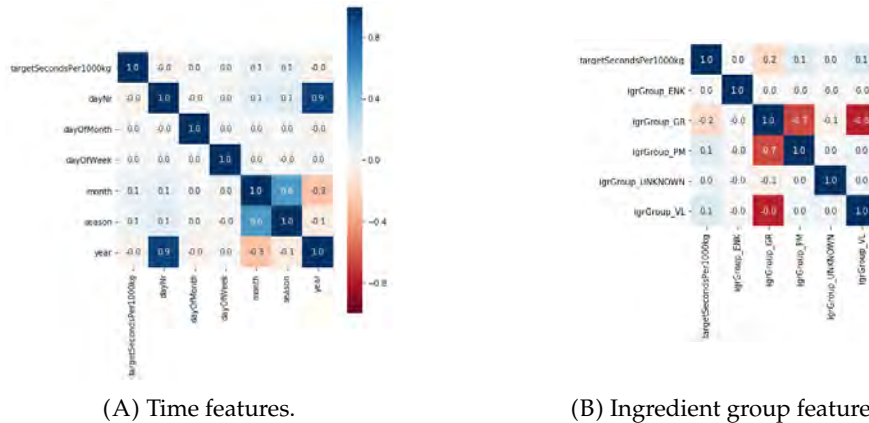 targetSecondsPer1000kg 1.0 -0.0 0.0 0.0 0.1 0.1 -0.0
dayNr -0.0 1.0 -0.0 0.0 0.1 0.1 0.9
dayOfMonth 0.0 -0.0 1.0 0.0 0.0 0.0 -0.0
dayOfWeek 0.0 0.0 0.0 1.0 0.0 -0.0 0.0
month 0.1 0.1 0.0 0.0 1.0 0.6 -0.3
season 0.1 0.1 0.0 -0.0 0.6 1.0 -0.1
year -0.0 0.9 -0.0 0.0 -0.3 -0.1 1.0
targetSecondsPer1000kg
dayNr
dayOfMonth
dayOfWeek
month
season
year
0.8
0.4
0.0
-0.4
-0.8
(A) Time features.
targetSecondsPer1000kg 1.0 0.0 0.2 0.1 0.0 0.1
igrGroup_ENK 0.0 1.0 -0.0 -0.0 -0.0 -0.0
igrGroup_GR -0.2 -0.0 1.0 -0.7 -0.1
igrGroup_PM 0.1 -0.0 -0.7 1.0 0.0 0.0
igrGroup_UNKNOWN 0.0 -0.0 -0.1 0.0 1.0 0.0
igrGroup_VL 0.1 -0.0 0.0 0.0 1.0
targetSecondsPer1000kg
igrGroup_ENK
igrGroup_GR
igrGroup_PM
igrGroup_UNKNOWN
igrGroup_VL
(B) Ingredient group feature